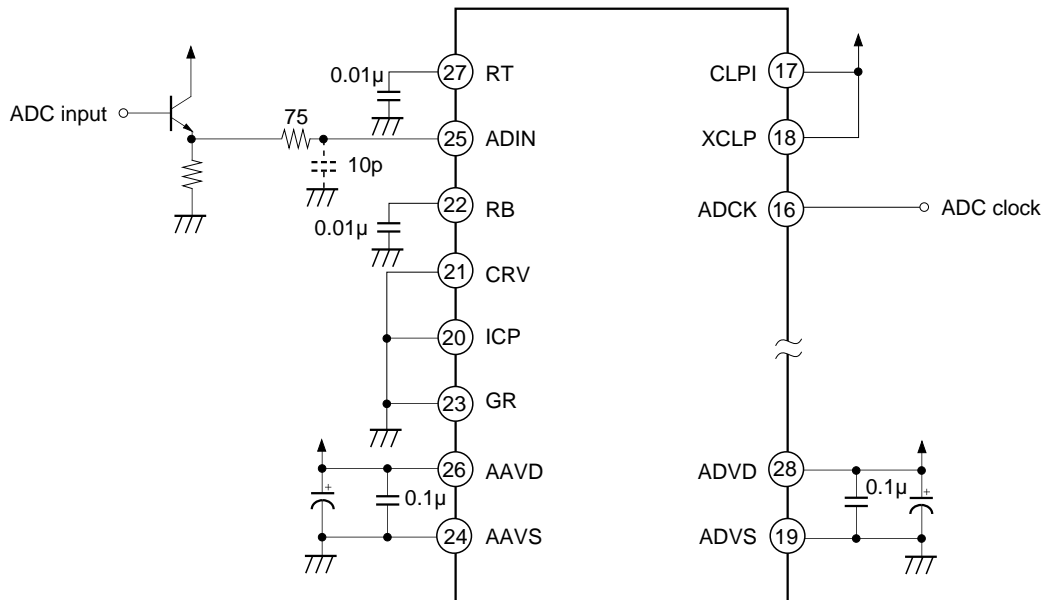 0.01µ
27
RT
CLPI
17
ADC input
75
25
ADIN
XCLP
18
10p
22
RB
ADCK
16
ADC clock
0.01µ
21
CRV
20
ICP
23
GR
26
AAVD
ADVD
28
+
0.1µ
0.1µ
+
24
AAVS
ADVS
19